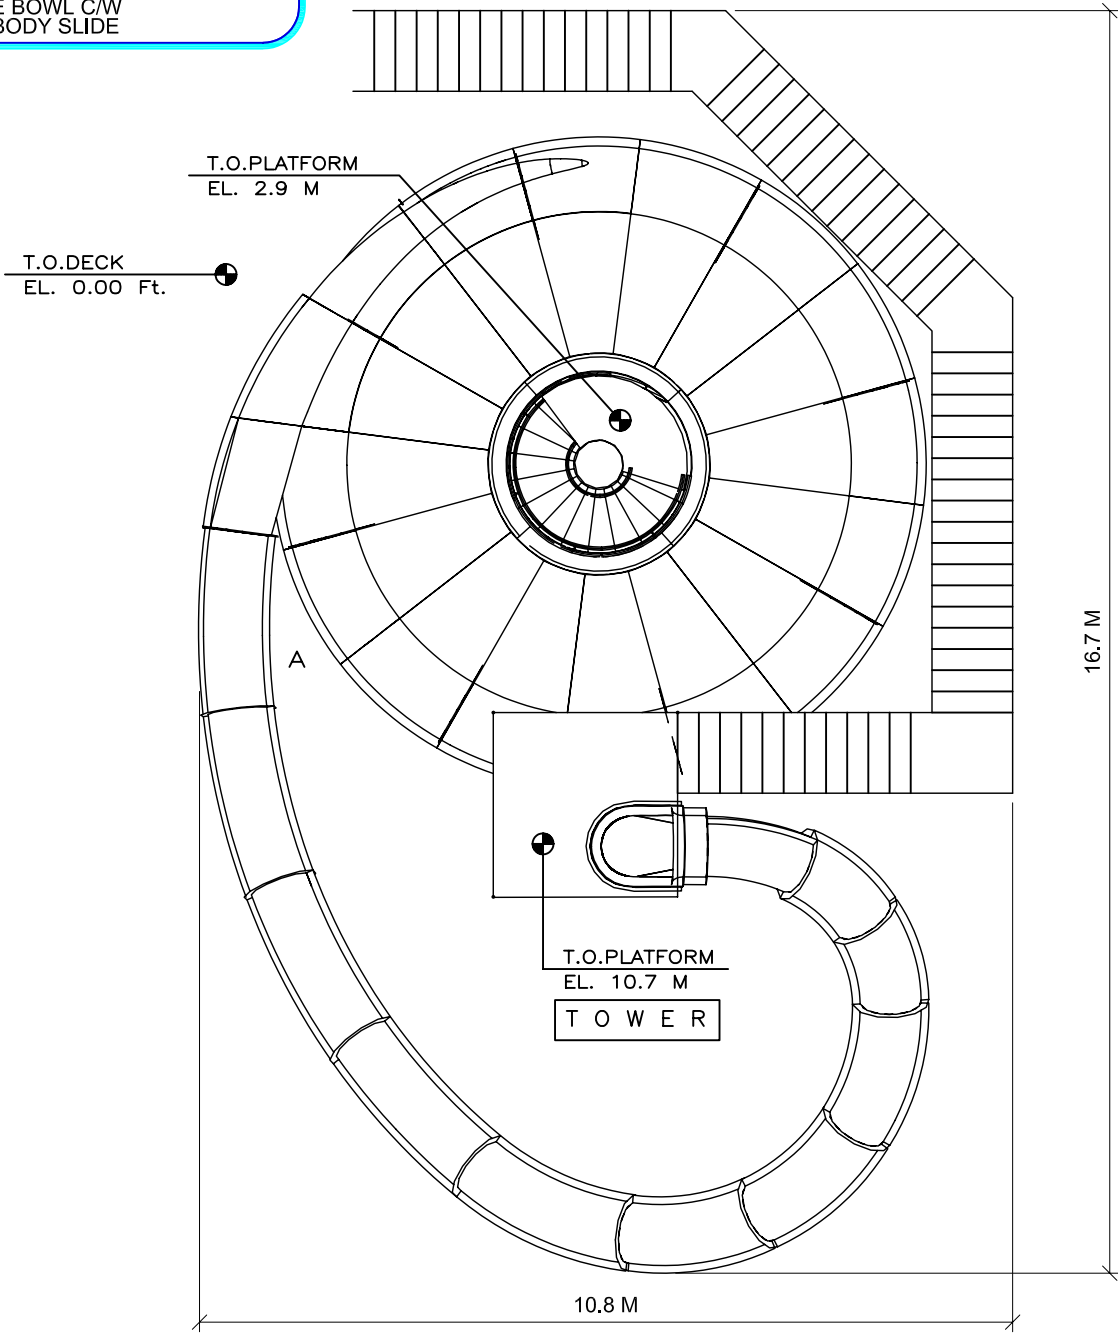 E BOWL C/W
BODY SLIDE
T.O.PLATFORM
EL. 2.9 M
T.O.DECK
EL. 0.00 Ft.
A
16.7 M
T.O.PLATFORM
EL. 10.7 M
TOWER
10.8 M